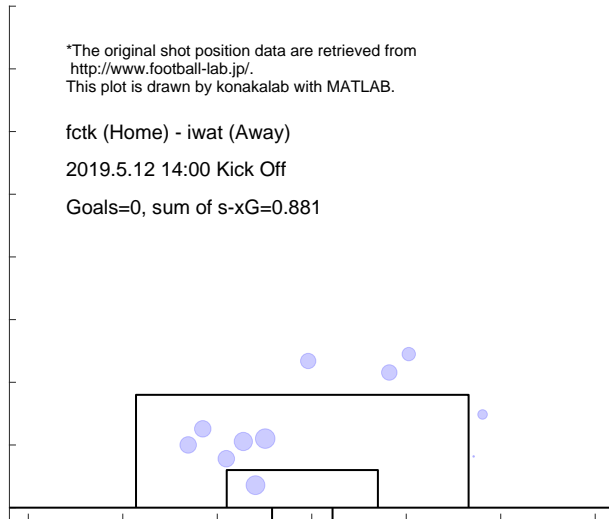 *The original shot position data are retrieved from
http://www.football-lab.jp/.
This plot is drawn by konakalab with MATLAB.
fctk (Home) - iwat (Away)
2019.5.12 14:00 Kick Off
Goals=0, sum of s-xG=0.881